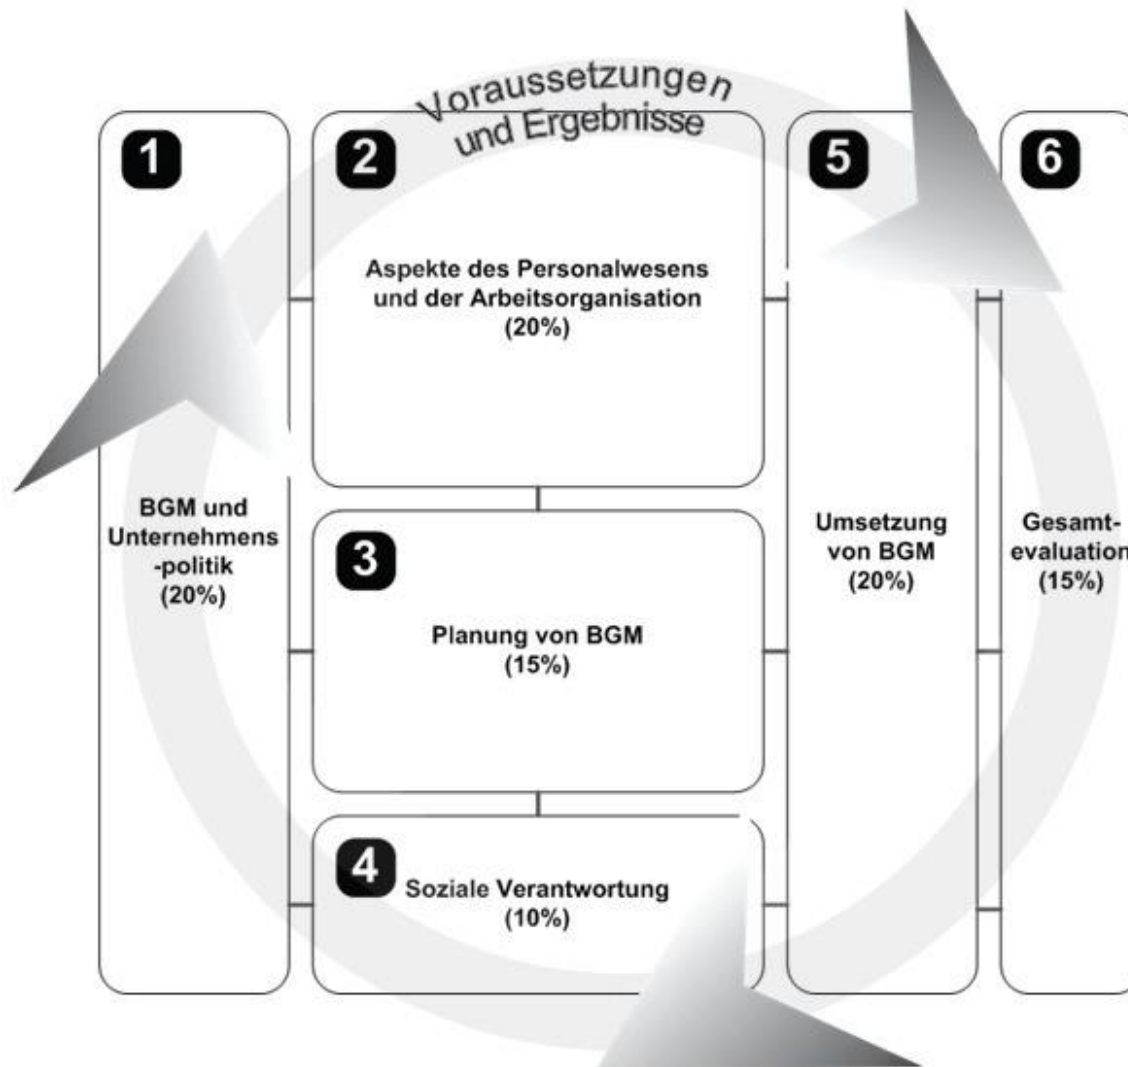 Voraussetzungen
und Ergebnisse
1
BGM und
Unternehmens
-politik
(20%)
2
Aspekte des Personalwesens
und der Arbeitsorganisation
(20%)
3
Planung von BGM
(15%)
4
Soziale Verantwortung
(10%)
5
Umsetzung
von BGM
(20%)
6
Gesamt-
evaluation
(15%)